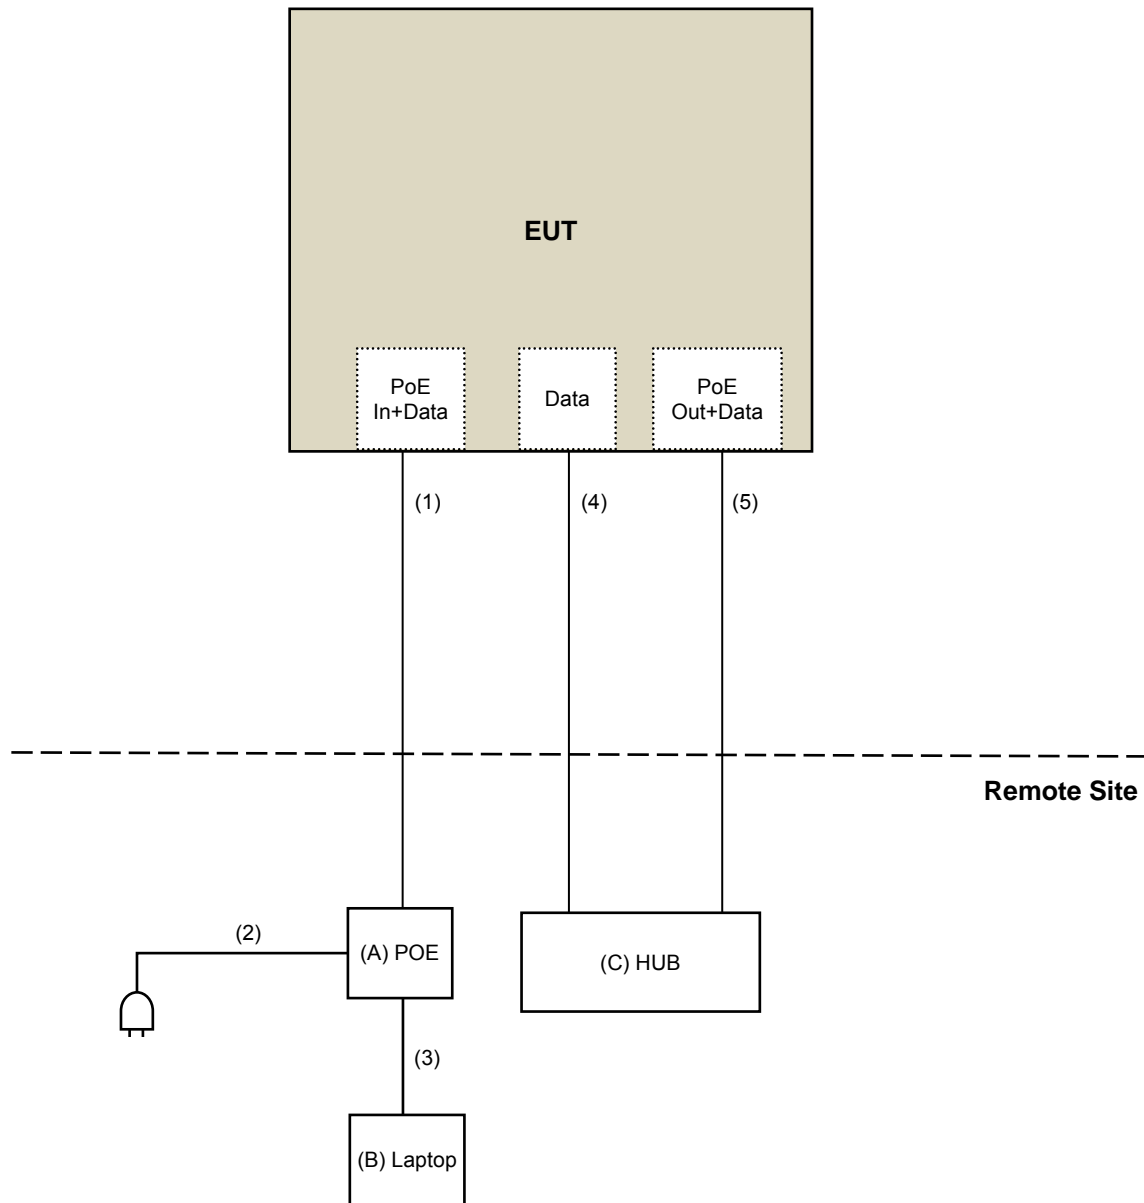 EUT
PoE
In+Data
Data
PoE
Out+Data
(1)
(4)
(5)
Remote Site
(2)
(A) POE
(C) HUB
(3)
(B) Laptop